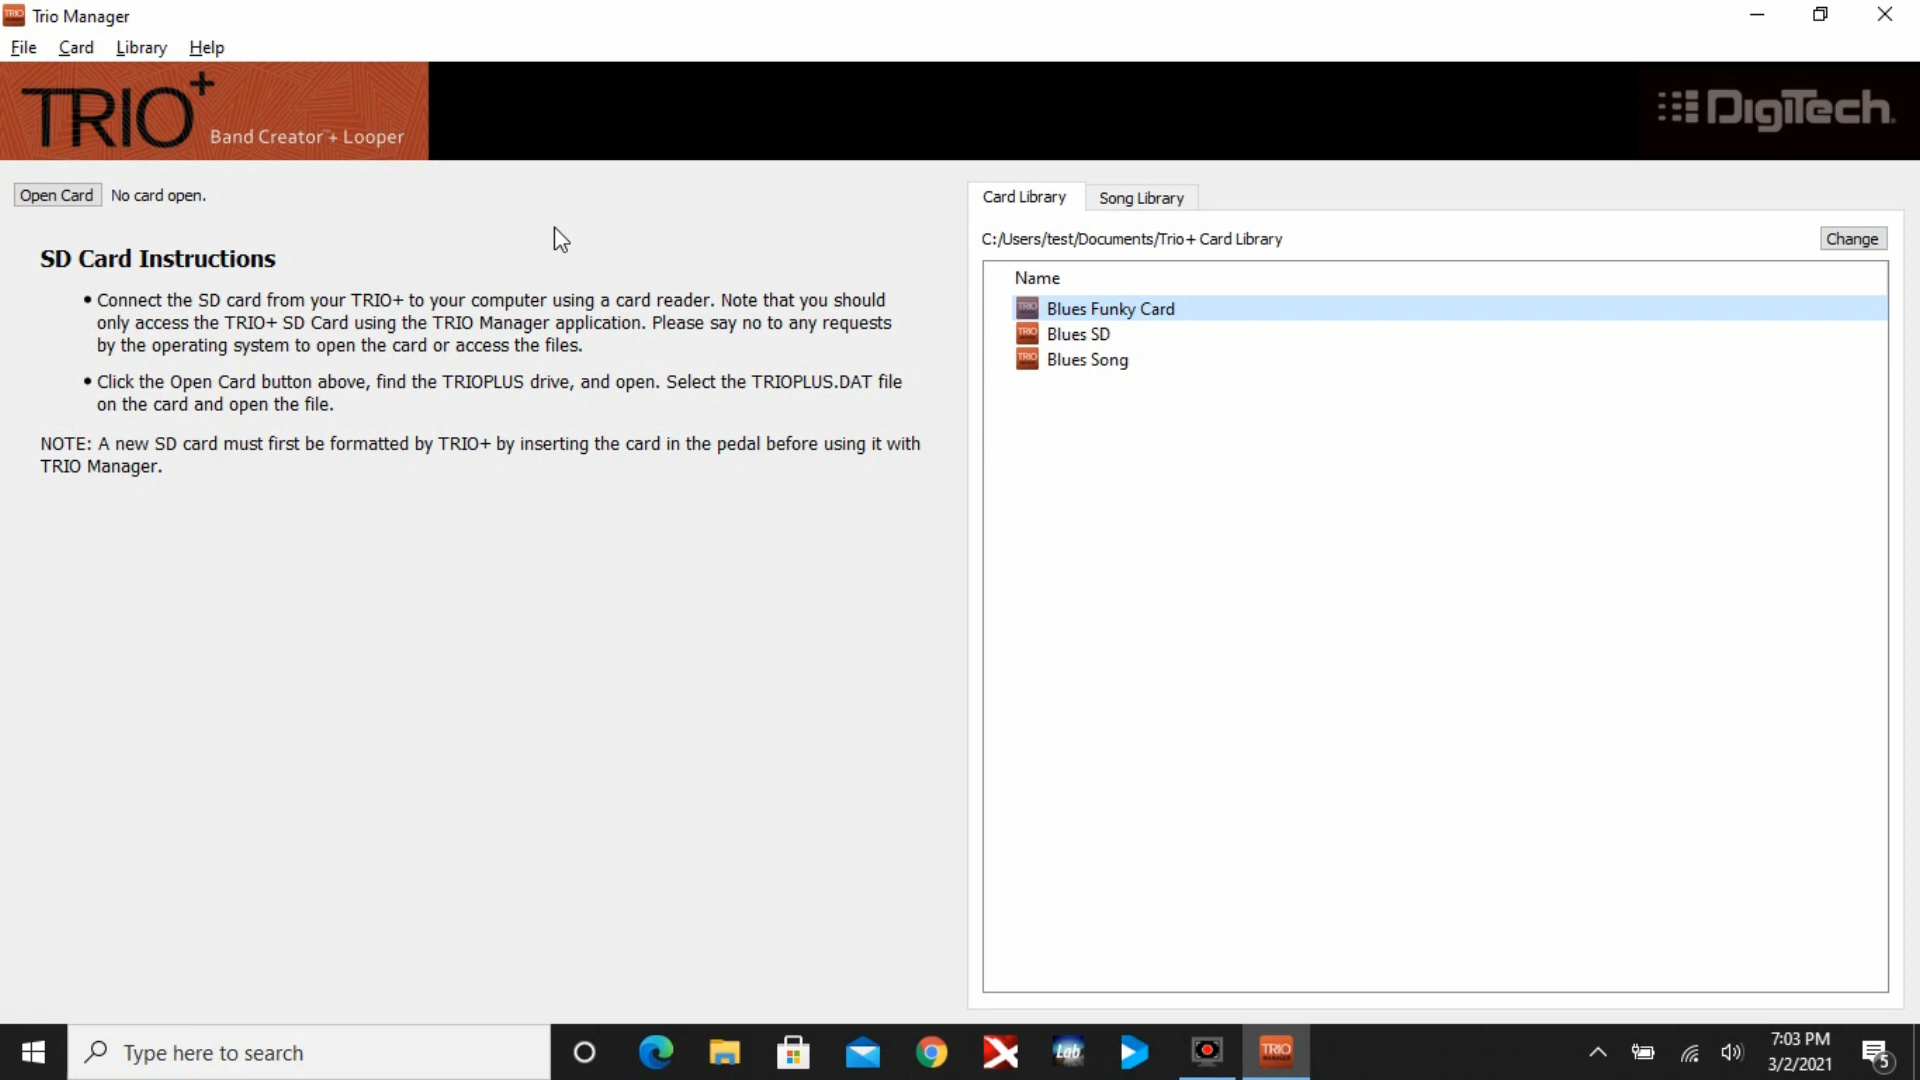 Trio Manager
File Card Library Help
TRIO+ Band Creator™ + Looper
DigiTech.
Open Card No card open.
Card Library Song Library
C:/Users/test/Documents/Trio+ Card Library Change
SD Card Instructions
• Connect the SD card from your TRIO+ to your computer using a card reader. Note that you should
only access the TRIO+ SD Card using the TRIO Manager application. Please say no to any requests
by the operating system to open the card or access the files.
• Click the Open Card button above, find the TRIOPLUS drive, and open. Select the TRIOPLUS.DAT file
on the card and open the file.
NOTE: A new SD card must first be formatted by TRIO+ by inserting the card in the pedal before using it with
TRIO Manager.
Name
Blues Funky Card
Blues SD
Blues Song
Type here to search
Lab
TRIO
7:03 PM
3/2/2021
5